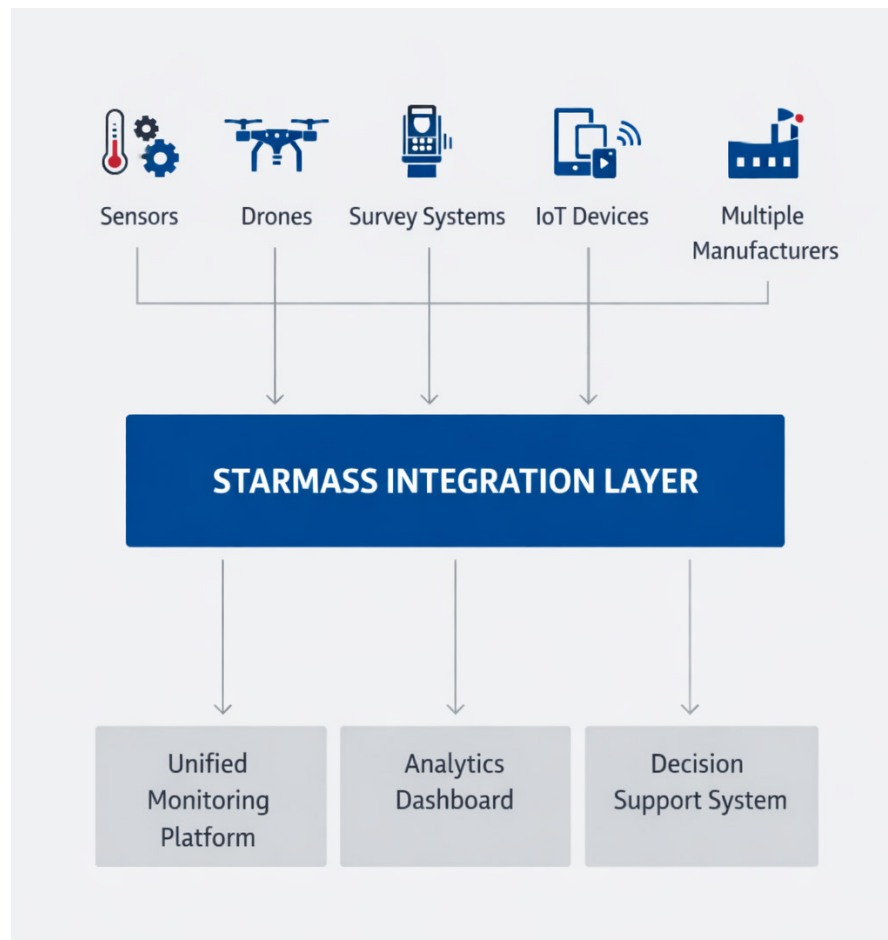 Sensors
Drones
Survey Systems
IoT Devices
Multiple
Manufacturers
STARMASS INTEGRATION LAYER
Unified
Monitoring
Platform
Analytics
Dashboard
Decision
Support System